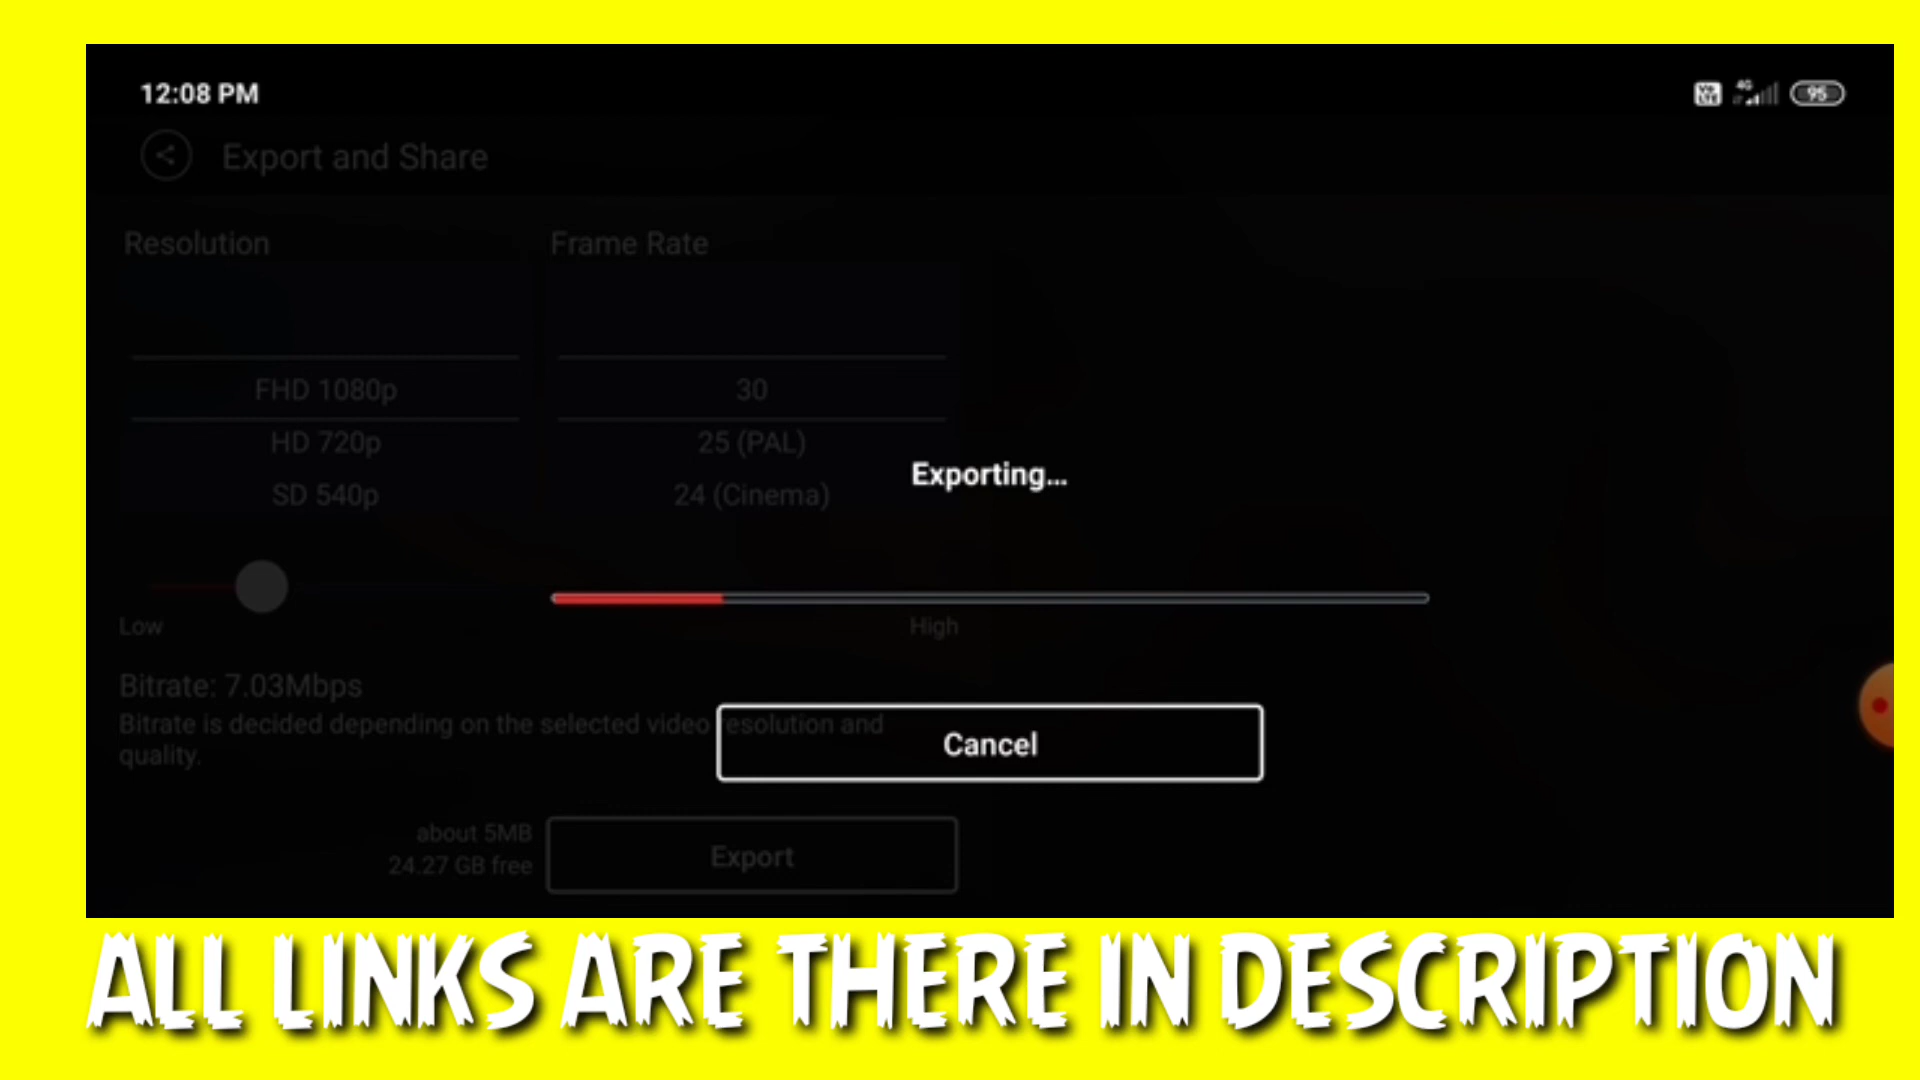 12:08 PM
4G
95
Export and Share
Resolution
Frame Rate
FHD 1080p
30
HD 720p
25 (PAL)
SD 540p
24 (Cinema)
Exporting...
Low
High
Bitrate: 7.03Mbps
Bitrate is decided depending on the selected video resolution and
quality.
Cancel
about 5MB
24.27 GB free
Export
ALL LINKS ARE THERE IN DESCRIPTION